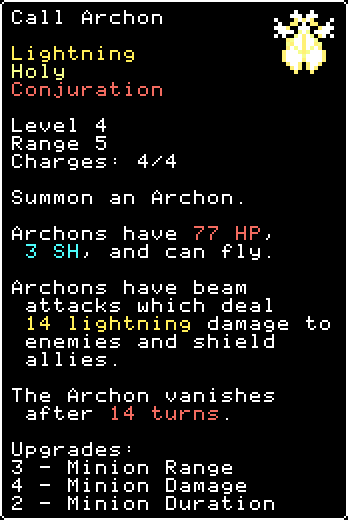 Call Archon
Lightning
Holy
Conjuration
Level 4
Range 5
Charges: 4/4
Summon an Archon.
Archons have 77 HP,
3 SH, and can fly.
Archons have beam
attacks which deal
14 lightning damage to
enemies and shield
allies.
The Archon vanishes
after 14 turns.
Upgrades:
3 - Minion Range
4 - Minion Damage
2 - Minion Duration